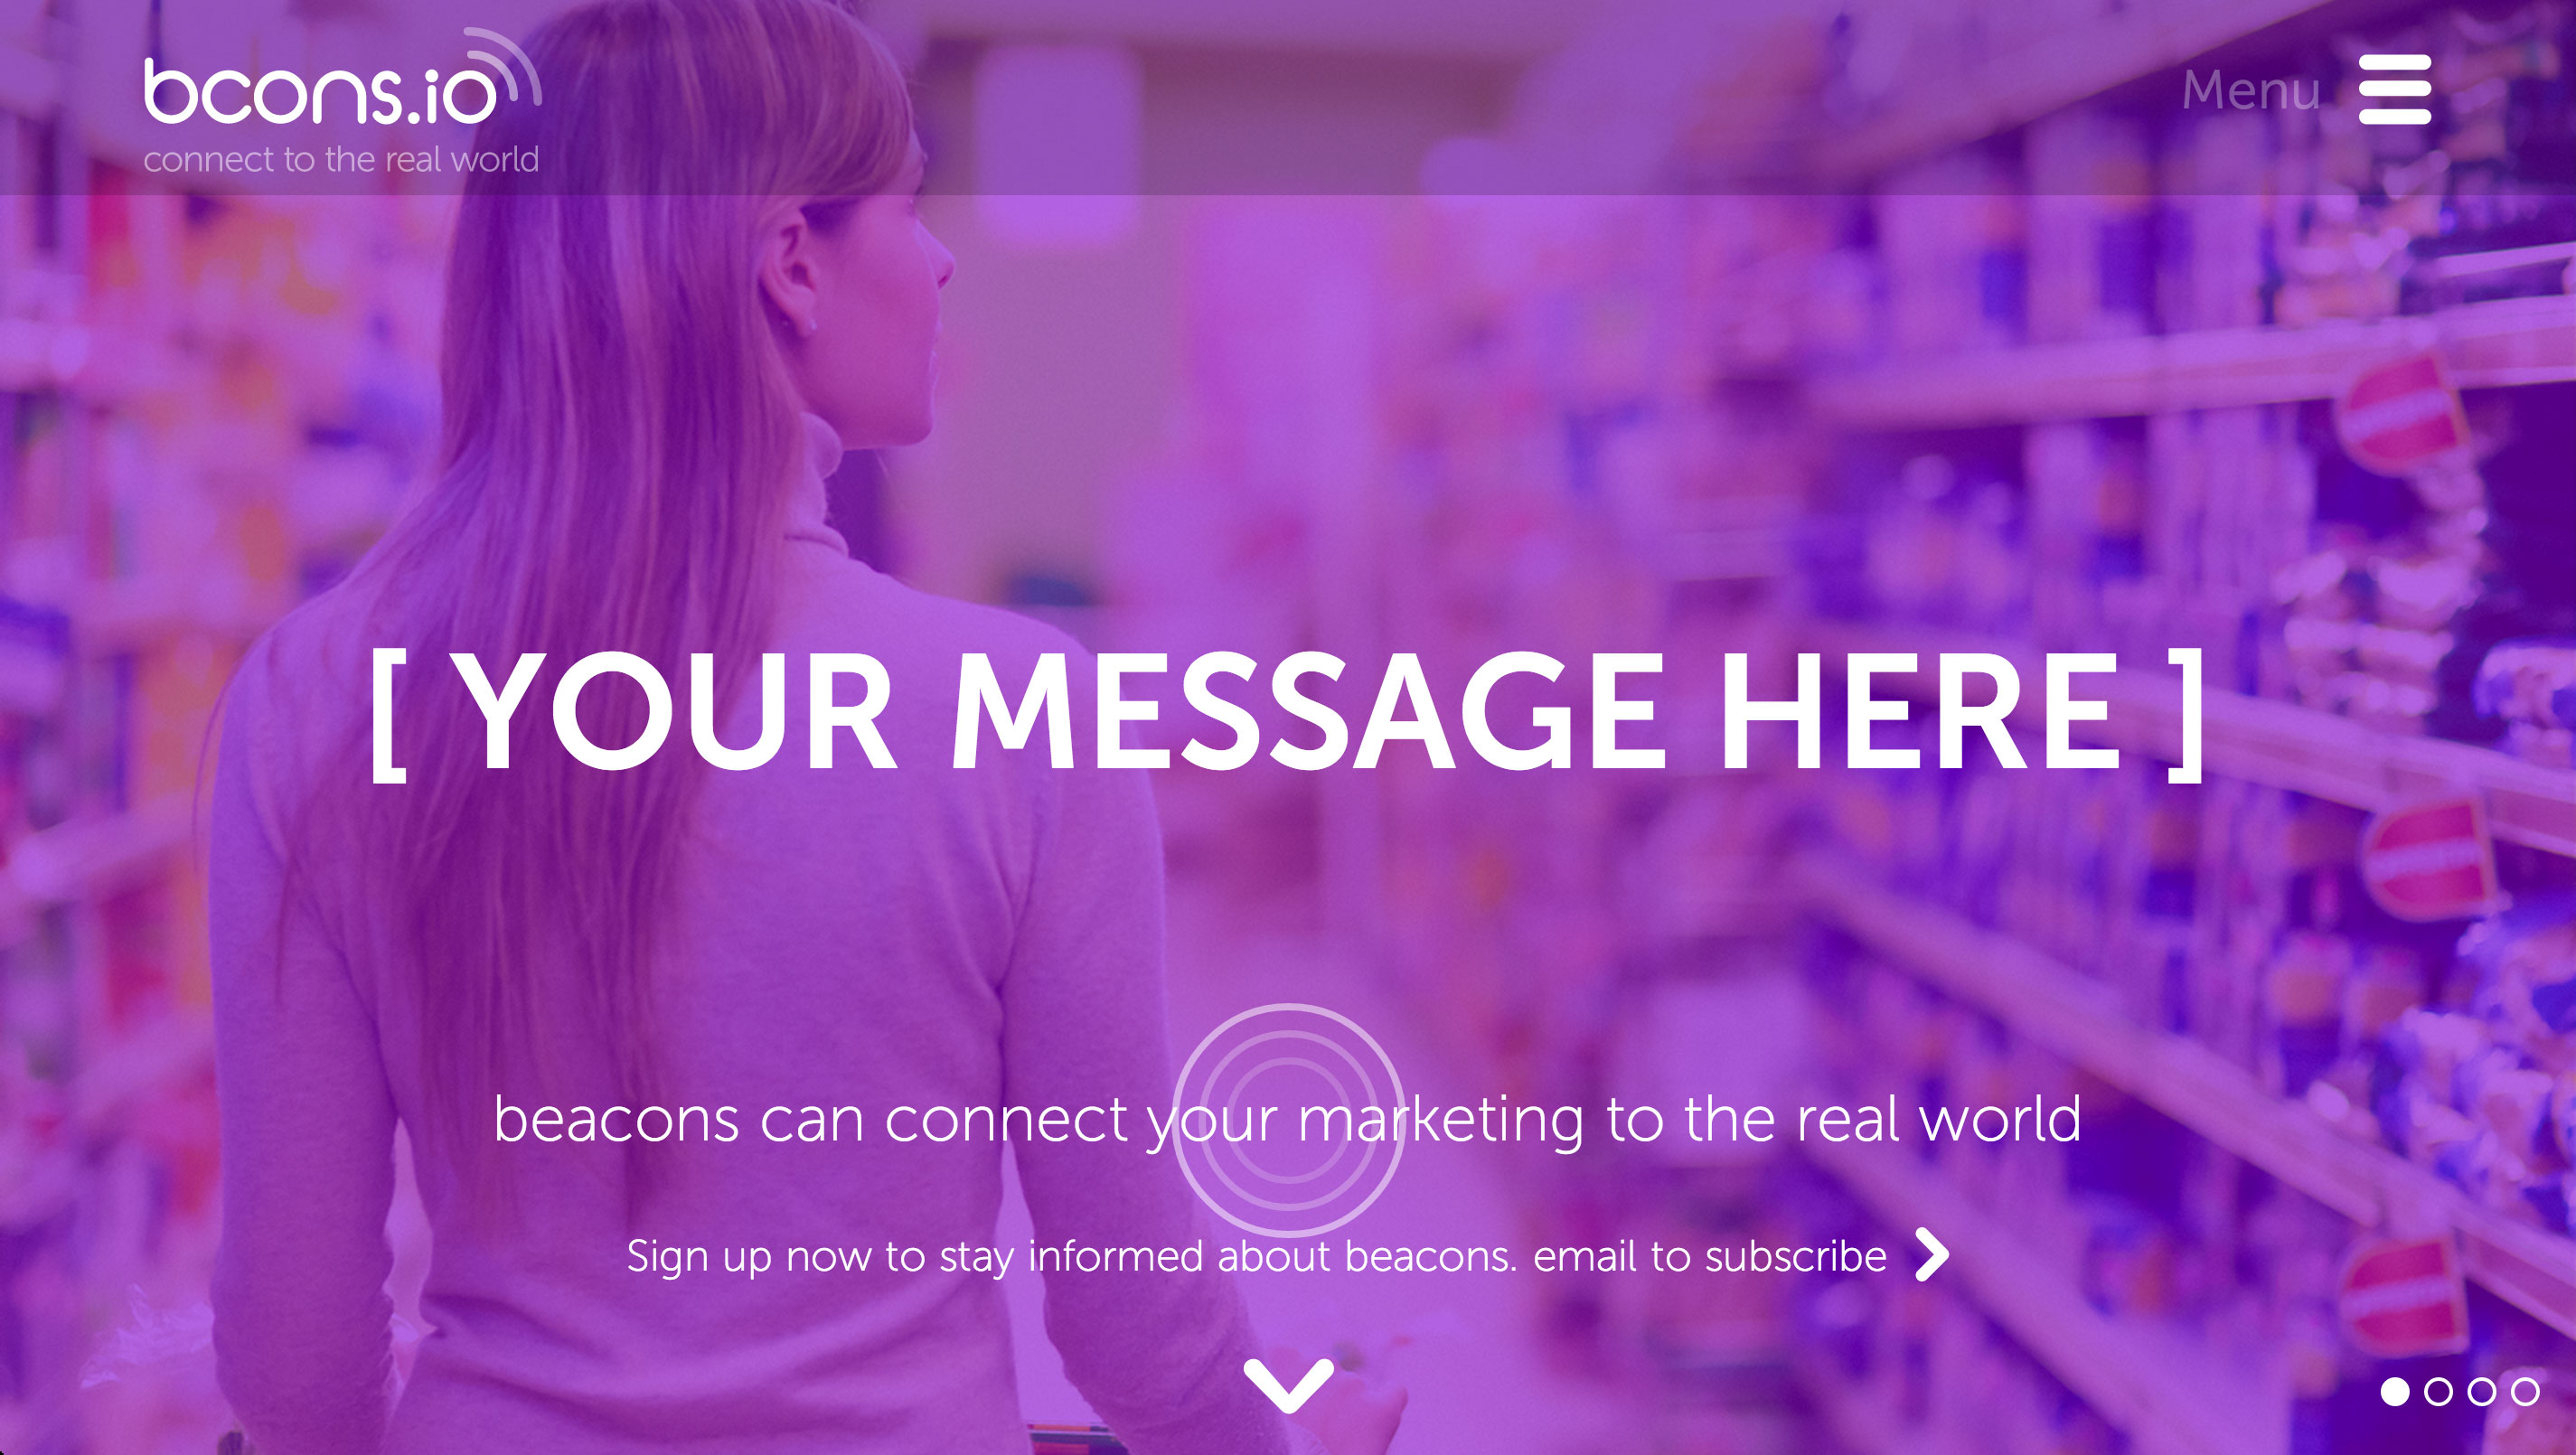 bcons.io
connect to the real world
Menu
[ YOUR MESSAGE HERE ]
beacons can connect your marketing to the real world
Sign up now to stay informed about beacons. email to subscribe